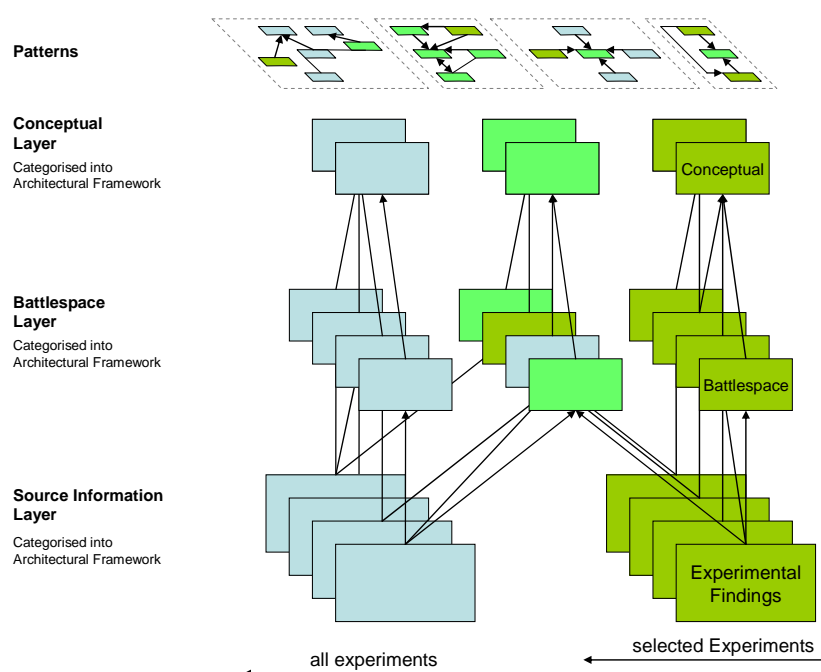 Patterns
Conceptual
Layer
Categorised into
Architectural Framework
Conceptual
Battlespace
Layer
Categorised into
Architectural Framework
Battlespace
Source Information
Layer
Categorised into
Architectural Framework
Experimental
Findings
all experiments
selected Experiments